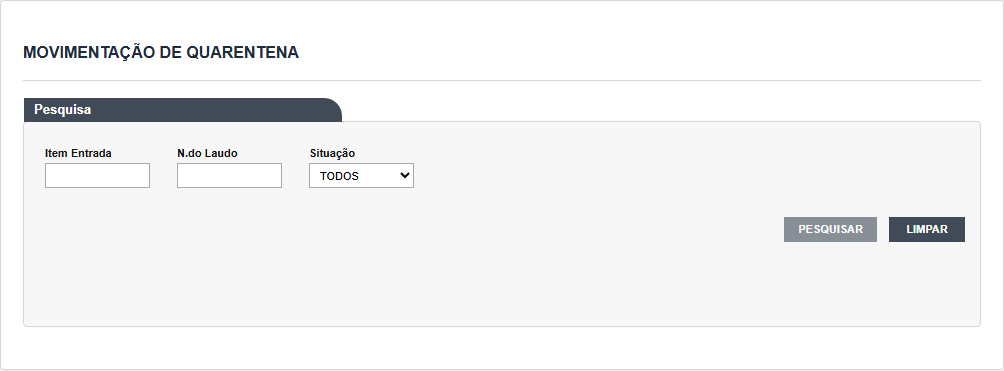 MOVIMENTAÇÃO DE QUARENTENA
Pesquisa
Item Entrada N.do Laudo Situação
TODOS
PESQUISAR LIMPAR